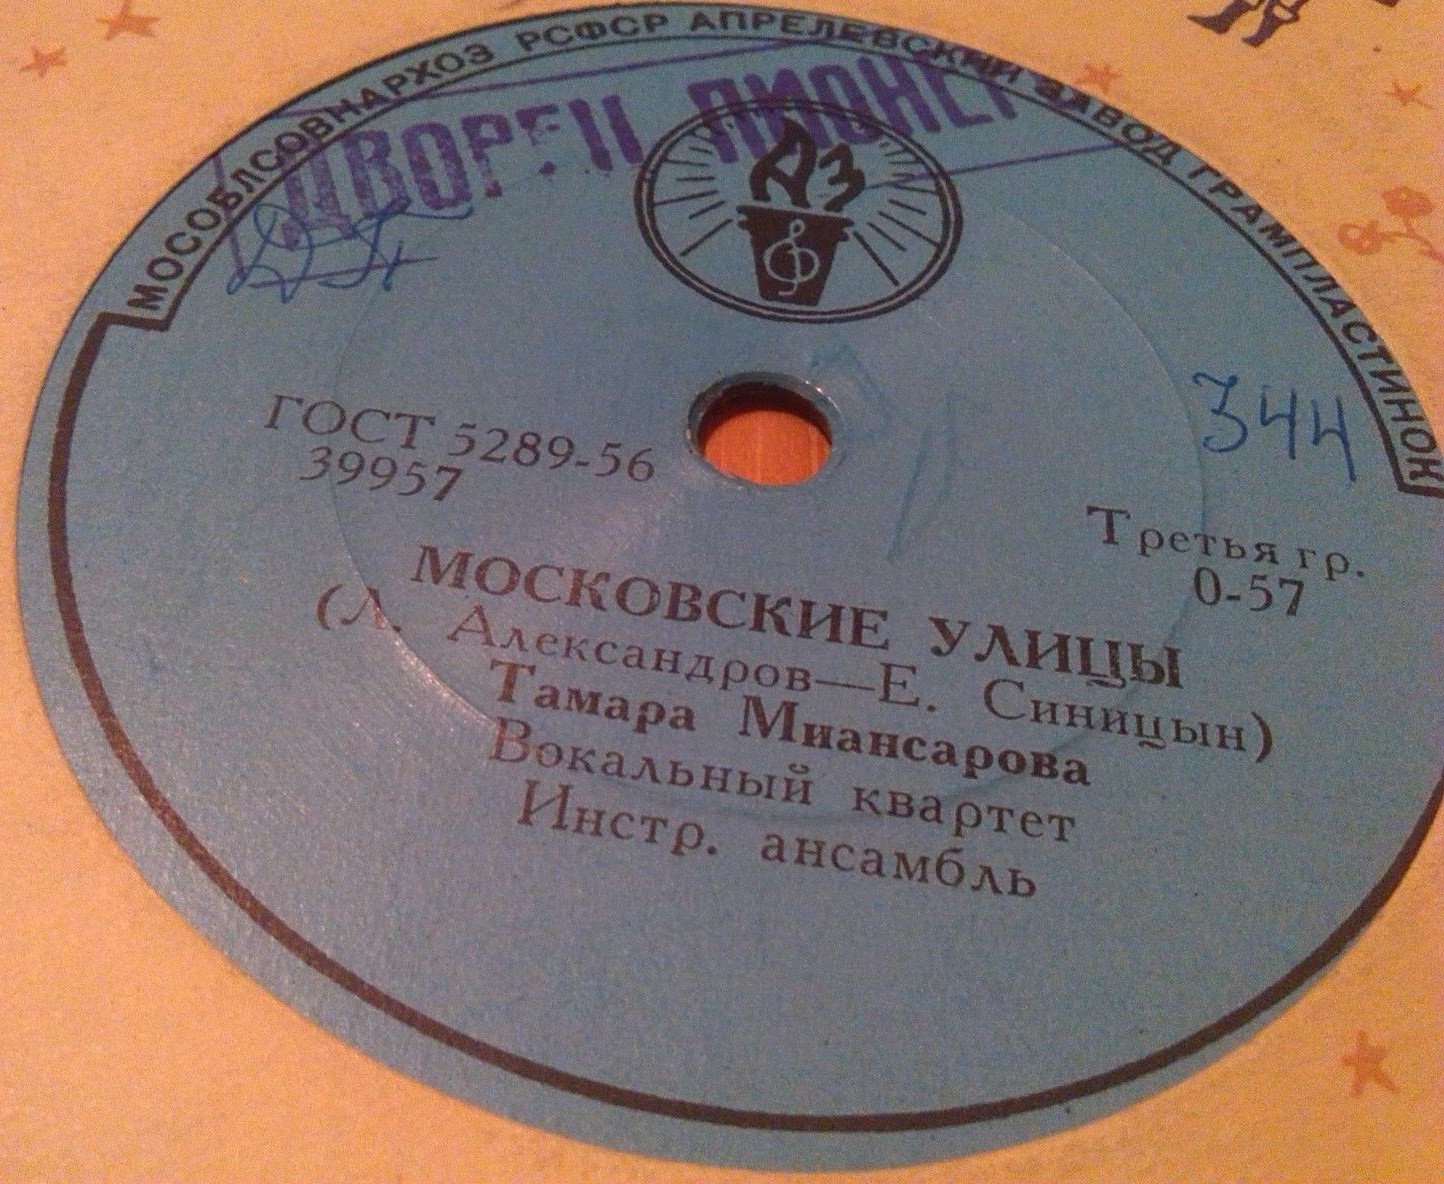 МОСОБЛСОВНАРХОЗ РСФСР АПРЕЛЕВСКИЙ ЗАВОД ГРАМПЛАСТИНОК
ДВОРЕЦ ПИОНЕР
АЗ
344
ГОСТ 5289-56
39957
Третья гр.
0-57
МОСКОВСКИЕ УЛИЦЫ
(Л. Александров—Е. Синицын)
Тамара Миансарова
Вокальный квартет
Инстр. ансамбль